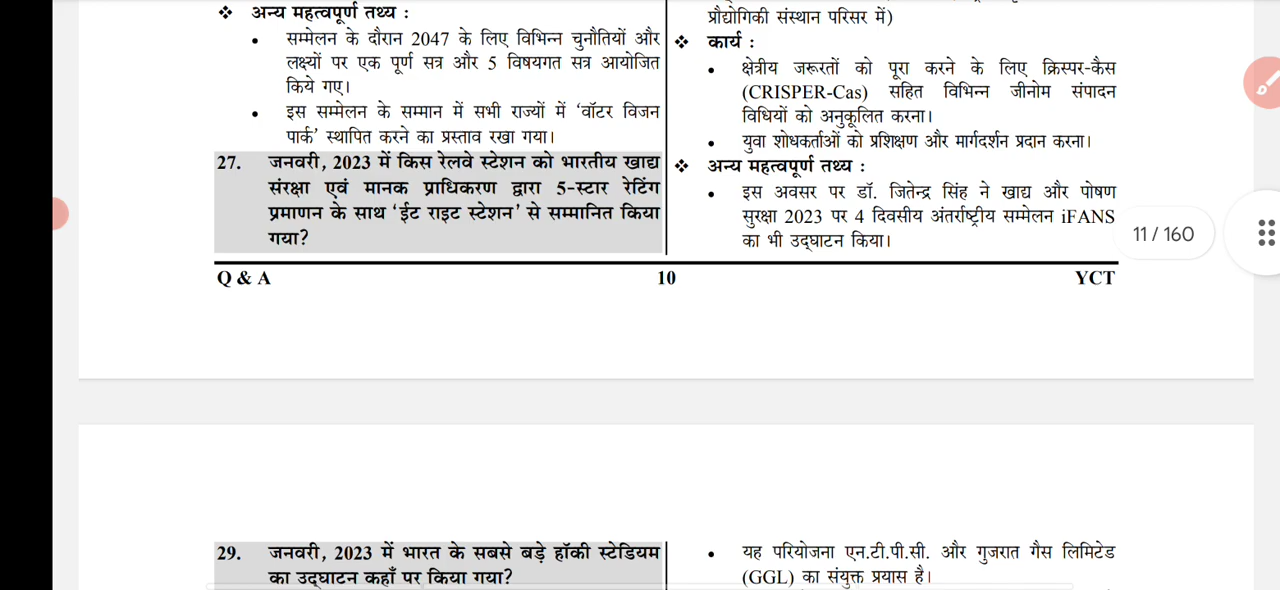 ❖ अन्य महत्वपूर्ण तथ्य :
• सम्मेलन के दौरान 2047 के लिए विभिन्न चुनौतियों और
लक्ष्यों पर एक पूर्ण सत्र और 5 विषयगत सत्र आयोजित
किये गए।
• इस सम्मेलन के सम्मान में सभी राज्यों में ‘वॉटर विजन
पार्क’ स्थापित करने का प्रस्ताव रखा गया।
27. जनवरी, 2023 में किस रेलवे स्टेशन को भारतीय खाद्य
संरक्षा एवं मानक प्राधिकरण द्वारा 5-स्टार रेटिंग
प्रमाणन के साथ ‘ईट राइट स्टेशन’ से सम्मानित किया
गया?
प्रौद्योगिकी संस्थान परिसर में)
❖ कार्य :
• क्षेत्रीय जरूरतों को पूरा करने के लिए क्रिस्पर-कैस
(CRISPER-Cas) सहित विभिन्न जीनोम संपादन
विधियों को अनुकूलित करना।
• युवा शोधकर्ताओं को प्रशिक्षण और मार्गदर्शन प्रदान करना।
❖ अन्य महत्वपूर्ण तथ्य :
• इस अवसर पर डॉ. जितेन्द्र सिंह ने खाद्य और पोषण
सुरक्षा 2023 पर 4 दिवसीय अंतर्राष्ट्रीय सम्मेलन iFANS
का भी उद्घाटन किया।
11 / 160
Q & A 10 YCT
29. जनवरी, 2023 में भारत के सबसे बड़े हॉकी स्टेडियम
का उद्घाटन कहाँ पर किया गया?
• यह परियोजना एन.टी.पी.सी. और गुजरात गैस लिमिटेड
(GGL) का संयुक्त प्रयास है।